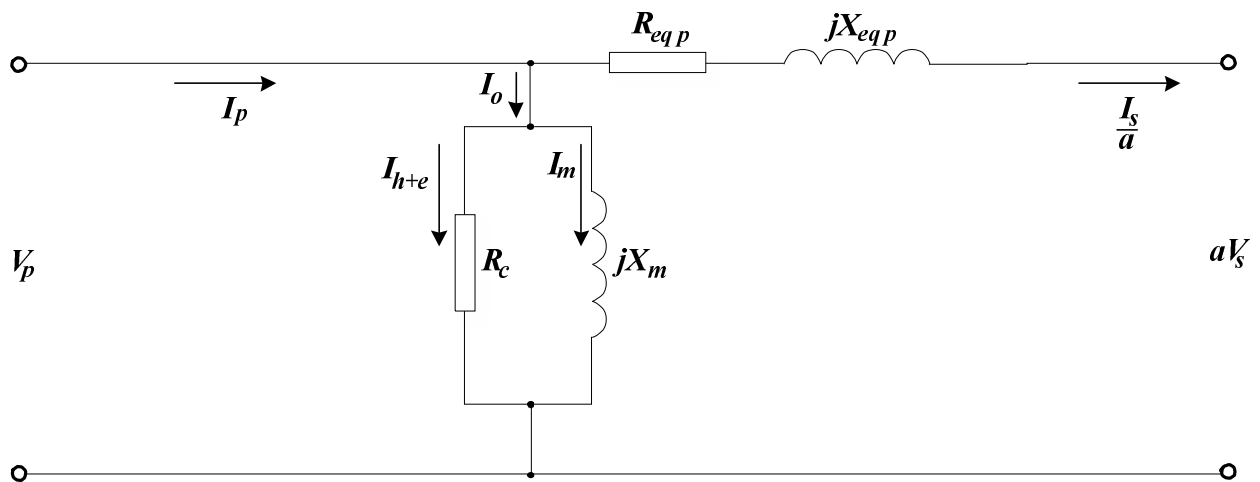 R_eq p
jX_eq p
I_p
I_o
I_s
a
I_h+e
I_m
V_p
R_c
jX_m
aV_s